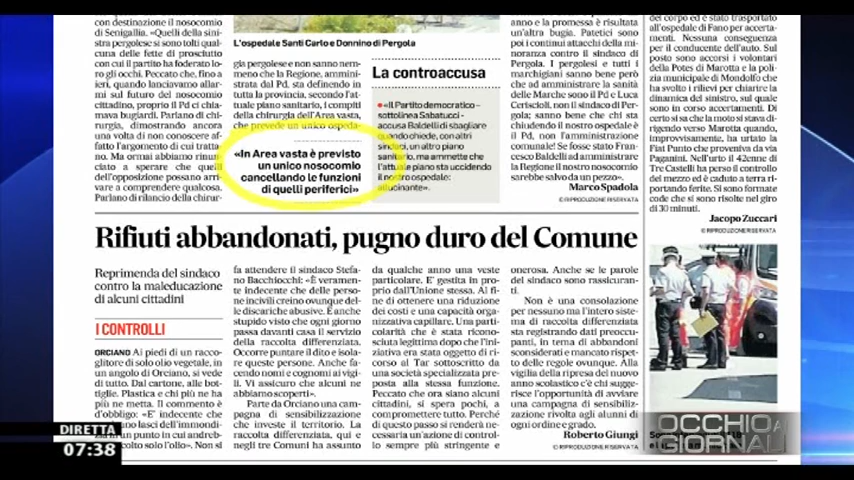 con destinazione il nosocomio
di Senigallia. «Quelli della sini-
stra pergolese si sono tolti qual-
cuna delle fette di prosciutto
con cui il partito ha foderato lo-
ro gli occhi. Peccato che, fino a
ieri, quando lanciavamo allar-
mi sul futuro del nosocomio
cittadino, proprio il Pd ci chia-
mava bugiardi. Parlano di chi-
rurgia, dimostrando ancora
una volta di non conoscere af-
fatto l'argomento di cui tratta-
no. Ma ormai abbiamo rinun-
ciato a sperare che quelli
dell'opposizione possano arri-
vare a comprendere qualcosa.
Parlano di rilancio della chirur-
L'ospedale Santi Carlo e Donnino di Pergola
gia pergolese e non sanno nem-
meno che la Regione, ammini-
strata dal Pd, sta definendo in
tutta la provincia, secondo l'at-
tuale piano sanitario, i compiti
della chirurgia dell'Area vasta,
che prevede un unico ospeda-
«In Area vasta è previsto
un unico nosocomio
cancellando le funzioni
di quelli periferici»
La controaccusa
●«Il Partito democratico –
sottolinea Sabatucci -
accusa Baldelli di sbagliare
quando chiede, con altri
sindaci, un altro piano
sanitario, ma ammette che
l'attuale piano sta uccidendo
il nostro ospedale:
allucinante».
anno e la promessa è risultata
un'altra bugia. Patetici sono
poi i continui attacchi della mi-
noranza contro il sindaco di
Pergola. I pergolesi e tutti i
marchigiani sanno bene però
che ad amministrare la sanità
delle Marche sono il Pd e Luca
Ceriscioli, non il sindaco di Per-
gola; sanno bene che chi sta
chiudendo il nostro ospedale è
il Pd, non l'amministrazione
comunale! Se fosse stato Fran-
cesco Baldelli ad amministrare
la Regione il nostro nosocomio
sarebbe salvo da un pezzo».
Marco Spadola
© RIPRODUZIONE RISERVATA
del corpo ed è stato trasportato
all'ospedale di Fano per accerta-
menti. Nessuna conseguenza
per il conducente dell'auto. Sul
posto sono accorsi i volontari
della Potes di Marotta e la poli-
zia municipale di Mondolfo che
ha svolto i rilievi per chiarire la
dinamica del sinistro, sul quale
sono in corso accertamenti. Di
certo si sa che la moto si stava di-
rigendo verso Marotta quando,
improvvisamente, ha urtato la
Fiat Punto che proveniva da via
Paganini. Nell'urto il 42enne di
Tre Castelli ha perso il controllo
del mezzo ed è caduto a terra ri-
portando ferite. Si sono formate
code che si sono risolte nel giro
di 30 minuti.
Jacopo Zuccari
© RIPRODUZIONE RISERVATA
Rifiuti abbandonati, pugno duro del Comune
Reprimenda del sindaco
contro la maleducazione
di alcuni cittadini
I CONTROLLI
ORCIANO Ai piedi di un racco-
glitore di solo olio vegetale, in
un angolo di Orciano, si vede
di tutto. Dal cartone, alle bot-
tiglie. Plastica e chi più ne ha
più ne metta. Il commento è
d'obbligo: «E' indecente che
no lasci dell'immondi-
in un punto in cui andreb-
colto solo l'olio». Non si
fa attendere il sindaco Stefa-
no Bacchiocchi: «È veramen-
te indecente che delle perso-
ne incivili creino ovunque del-
le discariche abusive. È anche
stupido visto che ogni giorno
passa davanti casa il servizio
della raccolta differenziata.
Occorre puntare il dito e isola-
re queste persone. Anche fa-
cendo nomi e cognomi ai vigi-
li. Vi assicuro che alcuni ne
abbiamo scoperti».
Parte da Orciano una cam-
pagna di sensibilizzazione
che investe il territorio. La
raccolta differenziata, qui e
negli tre Comuni ha assunto
da qualche anno una veste
particolare. E' gestita in pro-
prio dall'Unione stessa. Al fi-
ne di ottenere una riduzione
dei costi e una capacità orga-
nizzativa capillare. Una parti-
colarità che è stata ricono-
sciuta legittima dopo che l'ini-
ziativa era stata oggetto di ri-
corso al Tar sottoscritto da
una società specializzata pre-
posta alla stessa funzione.
Peccato che ora siano alcuni
cittadini, si spera pochi, a
compromettere tutto. Perché
di questo passo si renderà ne-
cessaria un'azione di control-
lo sempre più stringente e
onerosa. Anche se le parole
del sindaco sono rassicuran-
ti.
Non è una consolazione
per nessuno ma l'intero siste-
ma di raccolta differenziata
sta registrando dati preoccu-
panti, in tema di abbandoni
sconsiderati e mancato rispet-
to delle regole ovunque. Alla
vigilia della ripresa del nuovo
anno scolastico c'è chi sugge-
risce l'opportunità di avviare
una campagna di sensibiliz-
zazione rivolta agli alunni di
ogni ordine e grado.
Roberto Giungi
© RIPRODUZIONE RISERVATA
DIRETTA
07:38
OCCHIO AI
GIORNALI